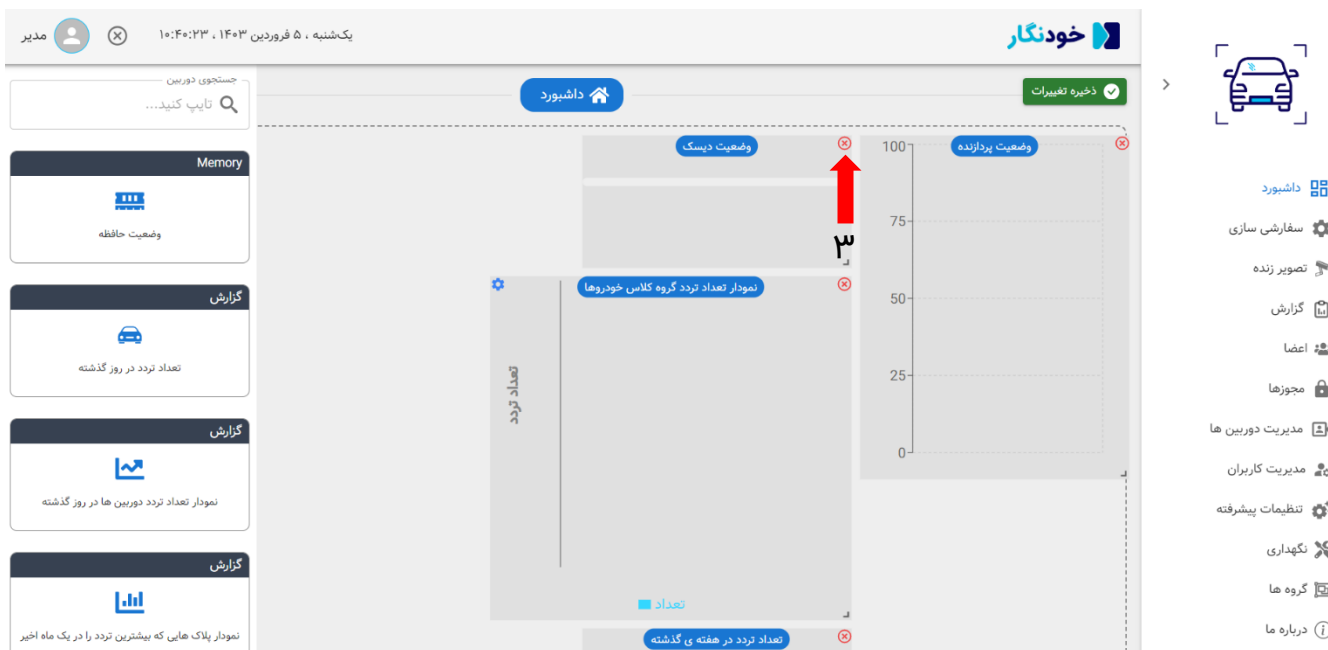 خودنگار
یک‌شنبه ، ۵ فروردین ۱۴۰۳ ، ۱۰:۴۰:۲۳
مدیر
داشبورد
سفارشی سازی
تصویر زنده
گزارش
اعضا
مجوزها
مدیریت دوربین ها
مدیریت کاربران
تنظیمات پیشرفته
نگهداری
گروه ها
درباره ما
ذخیره تغییرات
داشبورد
وضعیت پردازنده
100
75
50
25
0
وضعیت دیسک
۳
نمودار تعداد تردد گروه کلاس خودروها
تعداد تردد
تعداد
تعداد تردد در هفته ی گذشته
جستجوی دوربین
تایپ کنید...
Memory
وضعیت حافظه
گزارش
تعداد تردد در روز گذشته
گزارش
نمودار تعداد تردد دوربین ها در روز گذشته
گزارش
نمودار پلاک هایی که بیشترین تردد را در یک ماه اخیر